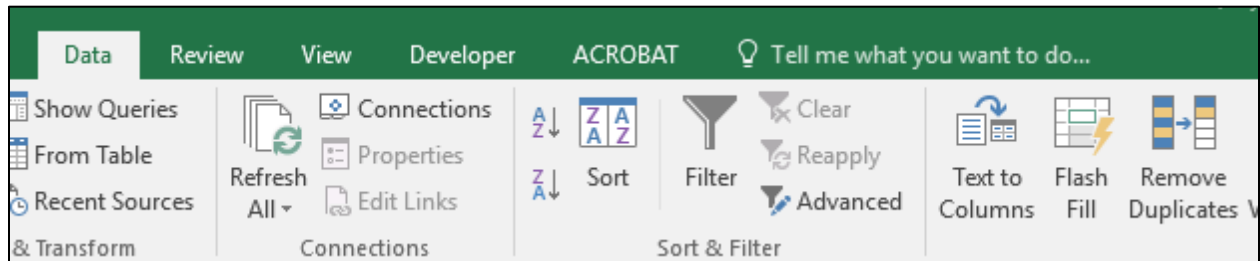 Data Review View Developer ACROBAT Tell me what you want to do...
Show Queries
From Table
Recent Sources
& Transform
Refresh
All
Connections
Properties
Edit Links
Connections
A
Z
Z
A
Z A
A Z
Sort
Filter
Clear
Reapply
Advanced
Sort & Filter
Text to
Columns
Flash
Fill
Remove
Duplicates